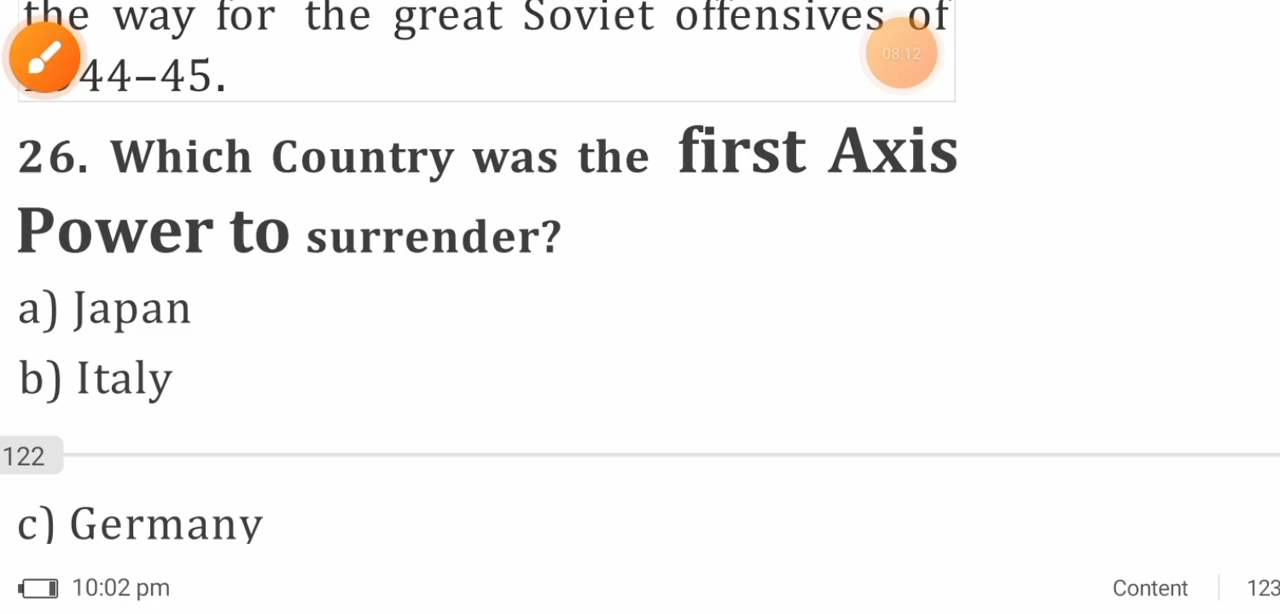 the way for the great Soviet offensives of
44–45.
08:12
26. Which Country was the first Axis
Power to surrender?
a) Japan
b) Italy
122
c) Germany
10:02 pm
Content
123